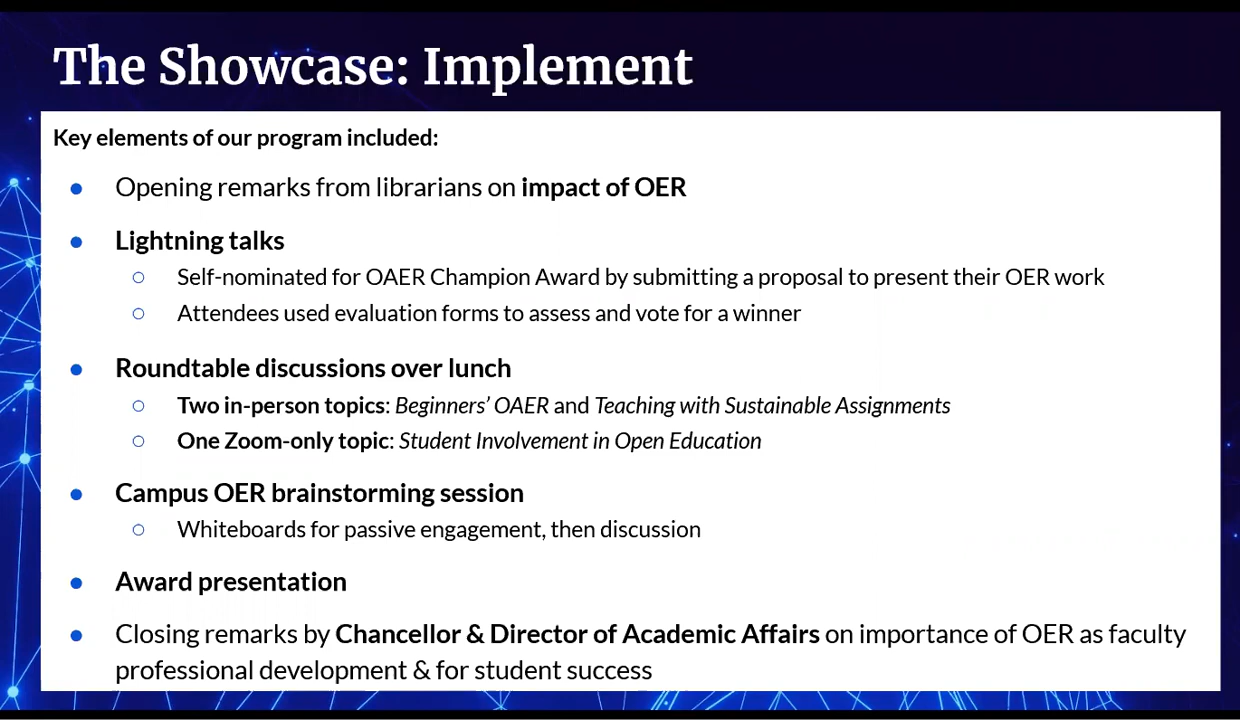 The Showcase: Implement
Key elements of our program included:
● Opening remarks from librarians on impact of OER
● Lightning talks
○ Self-nominated for OAER Champion Award by submitting a proposal to present their OER work
○ Attendees used evaluation forms to assess and vote for a winner
● Roundtable discussions over lunch
○ Two in-person topics: Beginners’ OAER and Teaching with Sustainable Assignments
○ One Zoom-only topic: Student Involvement in Open Education
● Campus OER brainstorming session
○ Whiteboards for passive engagement, then discussion
● Award presentation
● Closing remarks by Chancellor & Director of Academic Affairs on importance of OER as faculty
professional development & for student success